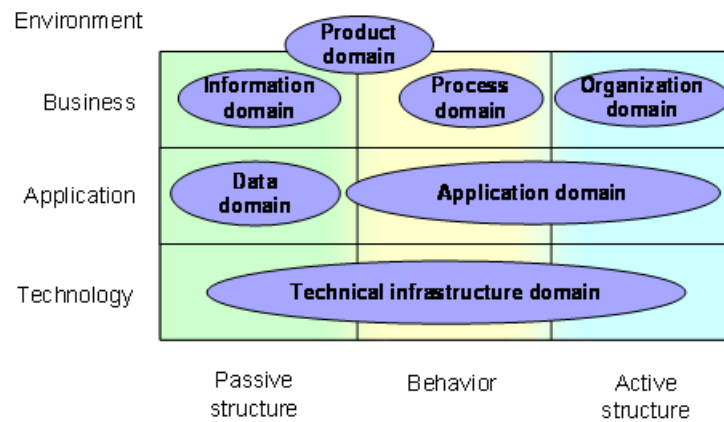 Environment
Product
domain
Business
Information
domain
Process
domain
Organization
domain
Application
Data
domain
Application domain
Technology
Technical infrastructure domain
Passive
structure
Behavior
Active
structure